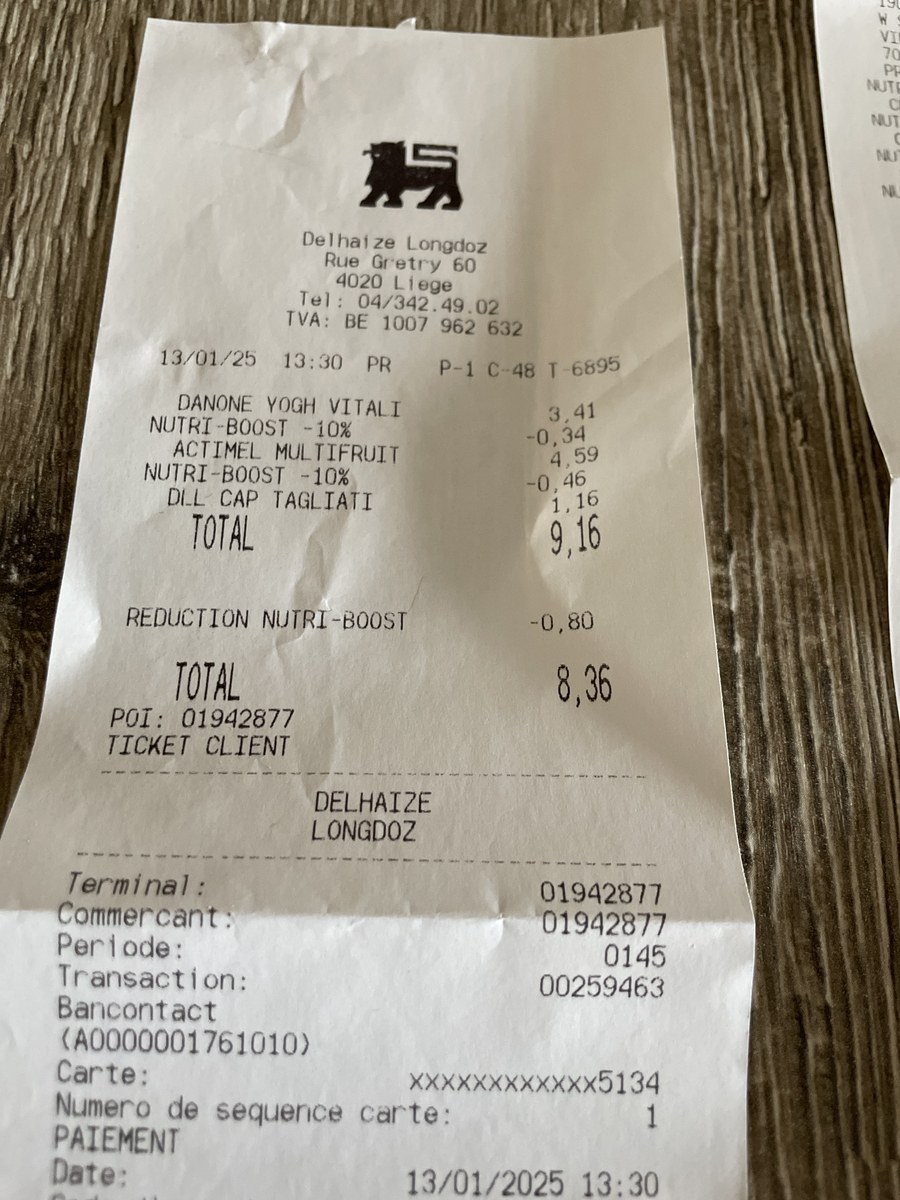 Delhaize Longdoz
Rue Gretry 60
4020 Liege
Tel: 04/342.49.02
TVA: BE 1007 962 632
13/01/25 13:30 PR P-1 C-48 T-6895
DANONE YOGH VITALI 3,41
NUTRI-BOOST -10% -0,34
ACTIMEL MULTIFRUIT 4,59
NUTRI-BOOST -10% -0,46
DLL CAP TAGLIATI 1,16
TOTAL 9,16
REDUCTION NUTRI-BOOST -0,80
TOTAL 8,36
POI: 01942877
TICKET CLIENT
DELHAIZE
LONGDOZ
Terminal: 01942877
Commercant: 01942877
Periode: 0145
Transaction: 00259463
Bancontact
(A0000001761010)
Carte: xxxxxxxxxxxx5134
Numero de sequence carte: 1
PAIEMENT
Date: 13/01/2025 13:30